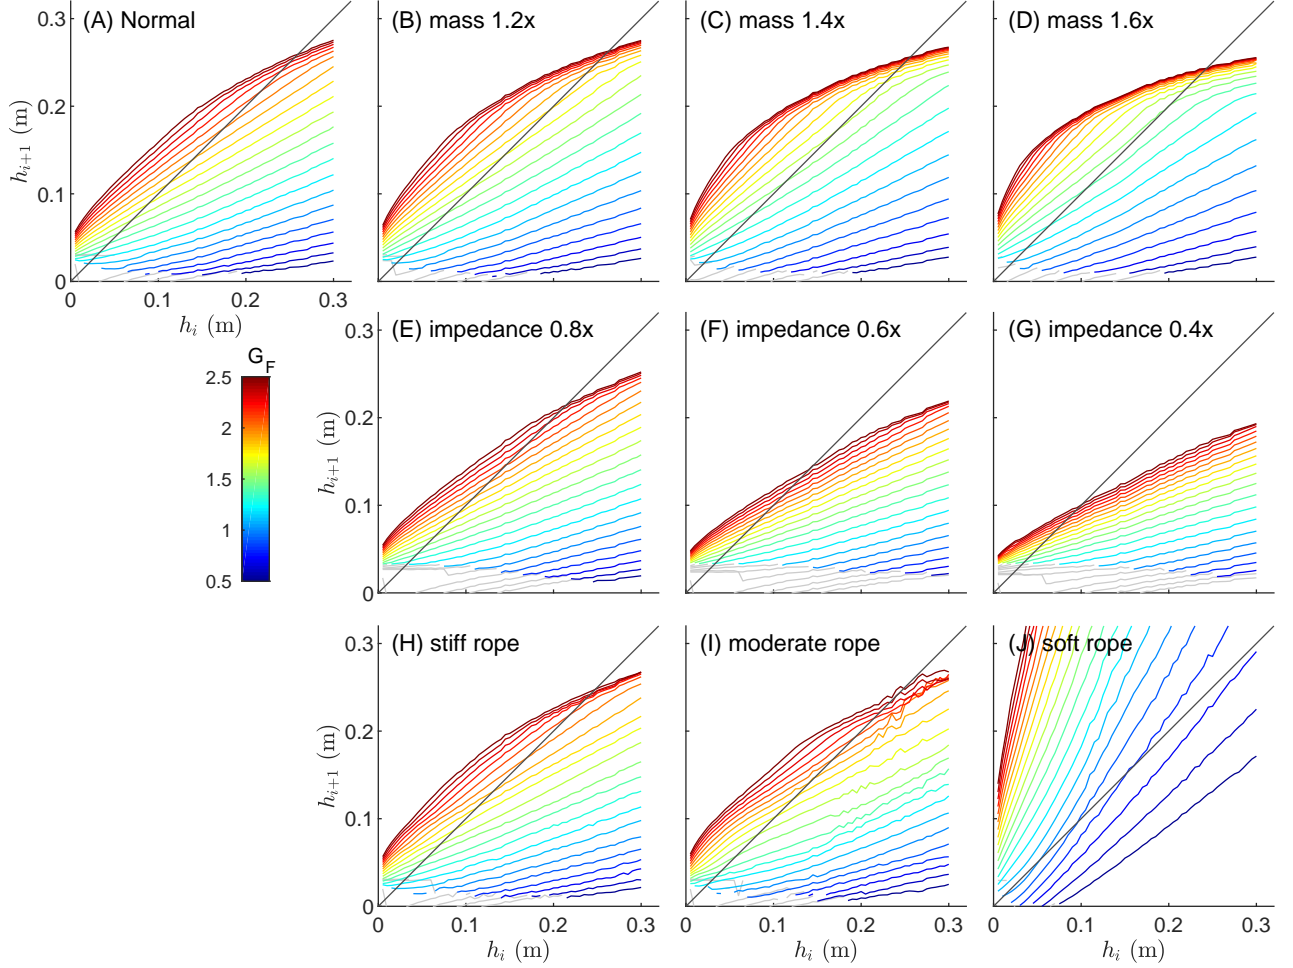 (A) Normal
(B) mass 1.2x
(C) mass 1.4x
(D) mass 1.6x
0.3
0.2
0.1
0
h_{i+1} (m)
0 0.1 0.2 0.3
h_i (m)
G_F
2.5
2
1.5
1
0.5
(E) impedance 0.8x
(F) impedance 0.6x
(G) impedance 0.4x
0.3
0.2
0.1
0
h_{i+1} (m)
(H) stiff rope
(I) moderate rope
(J) soft rope
0.3
0.2
0.1
0
h_{i+1} (m)
0 0.1 0.2 0.3
h_i (m)
0 0.1 0.2 0.3
h_i (m)
0 0.1 0.2 0.3
h_i (m)